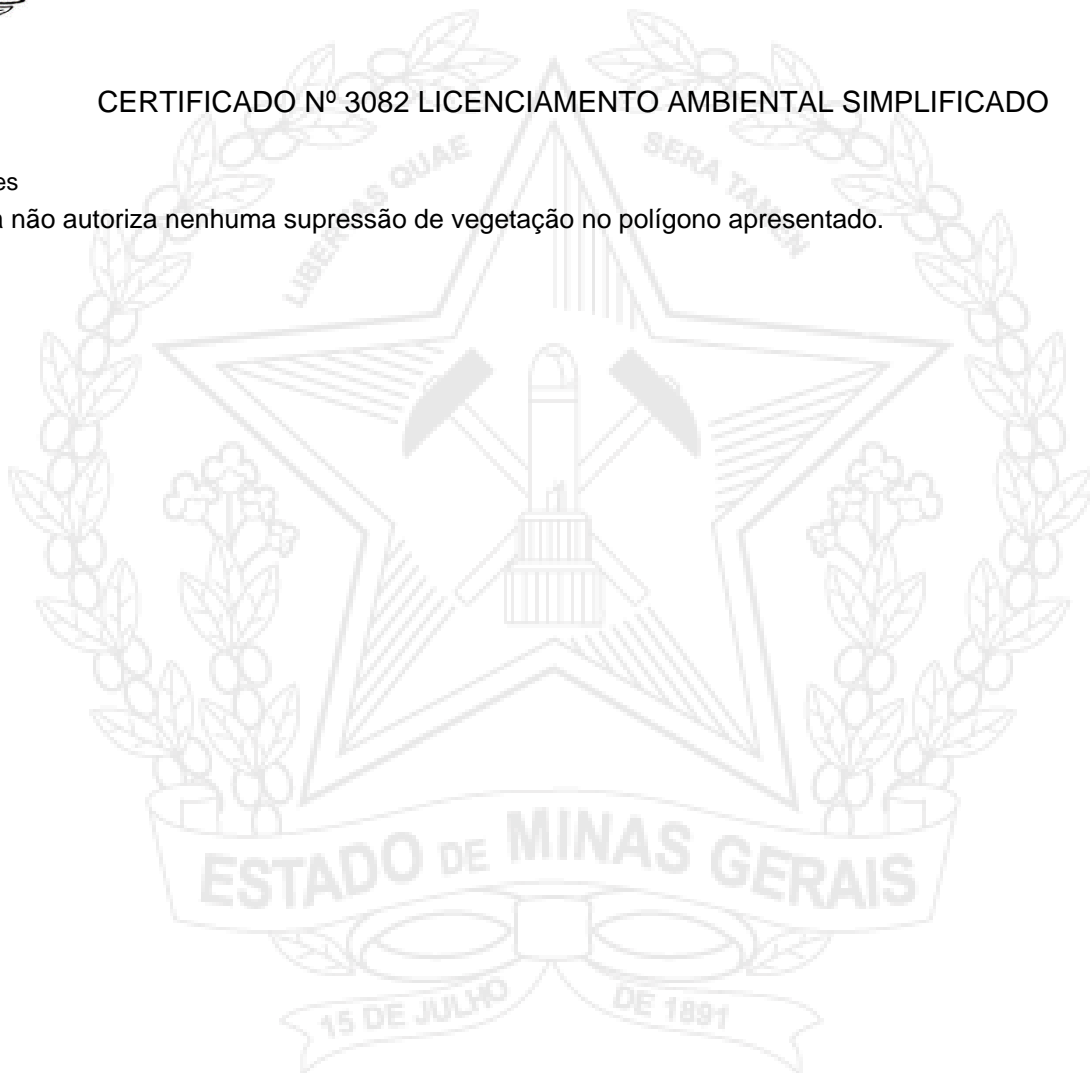 CERTIFICADO Nº 3082 LICENCIAMENTO AMBIENTAL SIMPLIFICADO
es
a não autoriza nenhuma supressão de vegetação no polígono apresentado.
LIBERTAS QUAE SERA TAMEN
ESTADO DE MINAS GERAIS
15 DE JULHO DE 1891